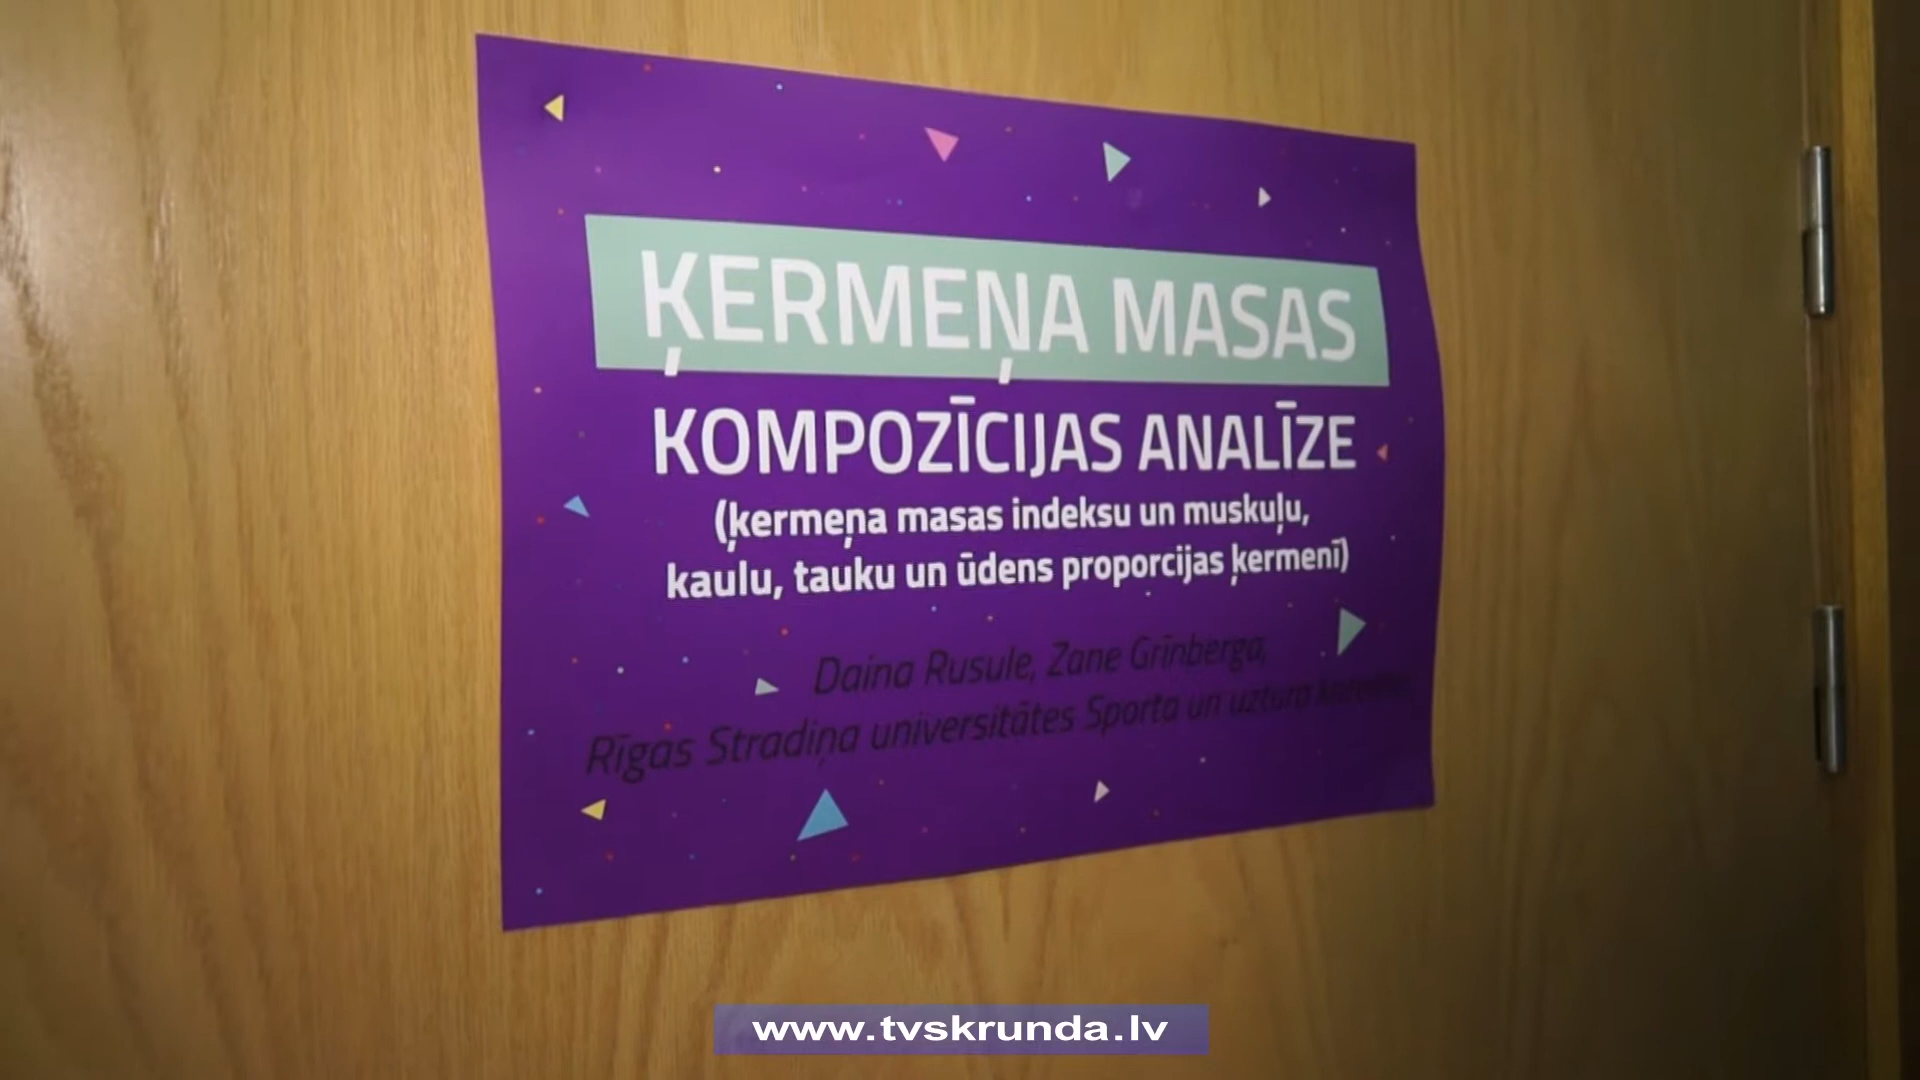 ĶERMEŅA MASAS
KOMPOZĪCIJAS ANALĪZE
(ķermeņa masas indeksu un muskuļu,
kaulu, tauku un ūdens proporcijas ķermenī)
Daina Rusule, Zane Grīnberga,
Rīgas Stradiņa universitātes Sporta un uztura
www.tvskrunda.lv